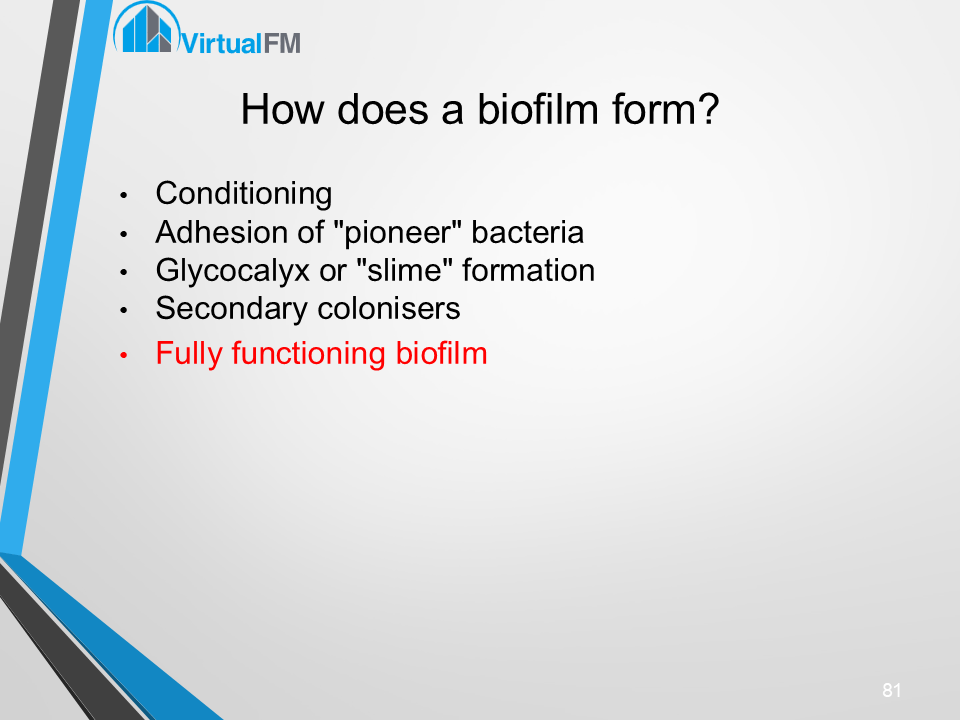 VirtualFM
How does a biofilm form?
• Conditioning
• Adhesion of "pioneer" bacteria
• Glycocalyx or "slime" formation
• Secondary colonisers
• Fully functioning biofilm
81